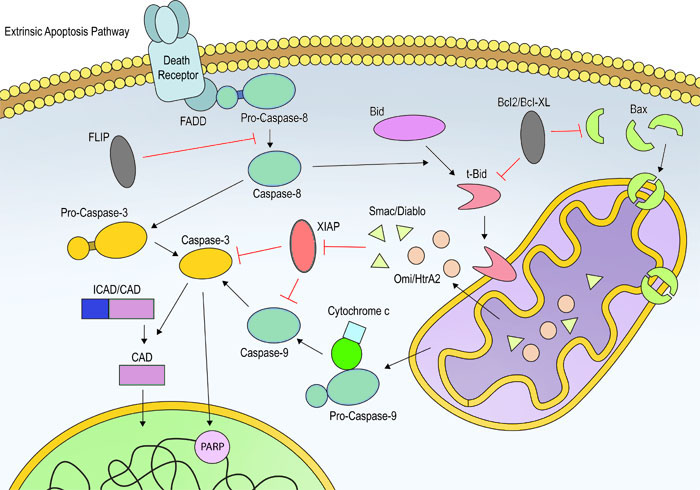 Extrinsic Apoptosis Pathway
Death
Receptor
FADD
Pro-Caspase-8
FLIP
Caspase-8
Bid
Bcl2/Bcl-XL
Bax
t-Bid
Pro-Caspase-3
Caspase-3
XIAP
Smac/Diablo
Omi/HtrA2
ICAD/CAD
CAD
Caspase-9
Cytochrome c
Pro-Caspase-9
PARP